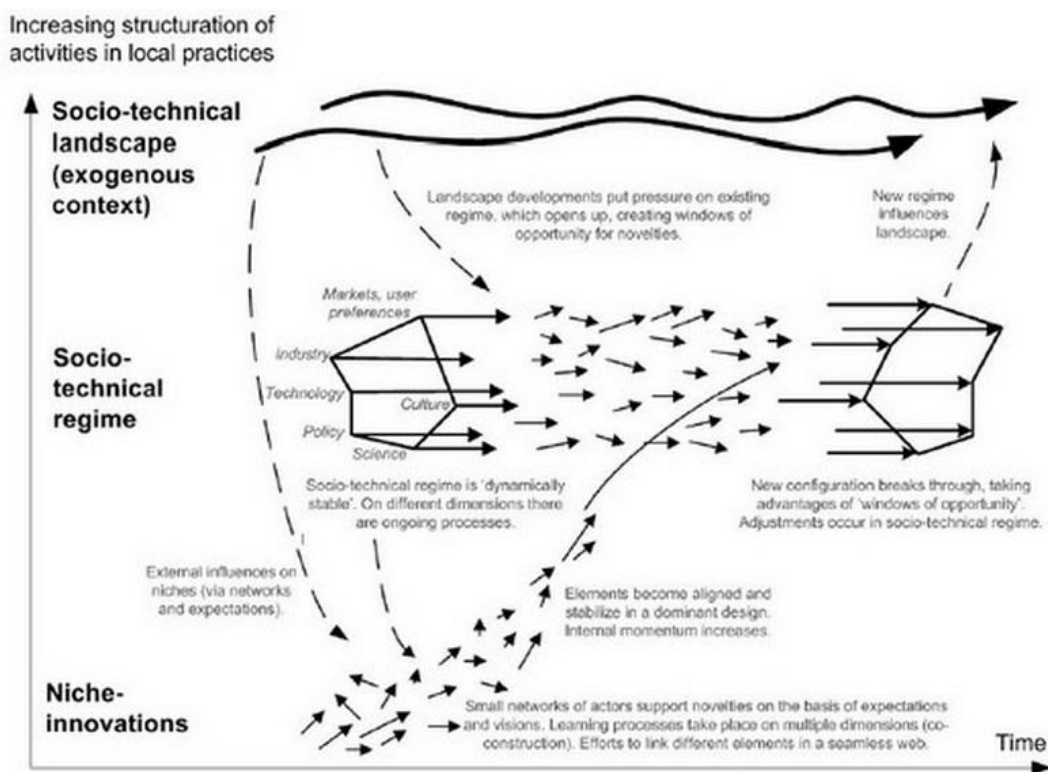 Increasing structuration of
activities in local practices
Socio-technical
landscape
(exogenous
context)
Landscape developments put pressure on existing
regime, which opens up, creating windows of
opportunity for novelties.
New regime
influences
landscape.
Markets, user
preferences
Industry
Technology
Culture
Policy
Science
Socio-
technical
regime
Socio-technical regime is 'dynamically
stable'. On different dimensions there
are ongoing processes.
New configuration breaks through, taking
advantages of 'windows of opportunity'.
Adjustments occur in socio-technical regime.
External influences on
niches (via networks
and expectations).
Elements become aligned and
stabilize in a dominant design.
Internal momentum increases.
Niche-
innovations
Small networks of actors support novelties on the basis of expectations
and visions. Learning processes take place on multiple dimensions (co-
construction). Efforts to link different elements in a seamless web.
Time